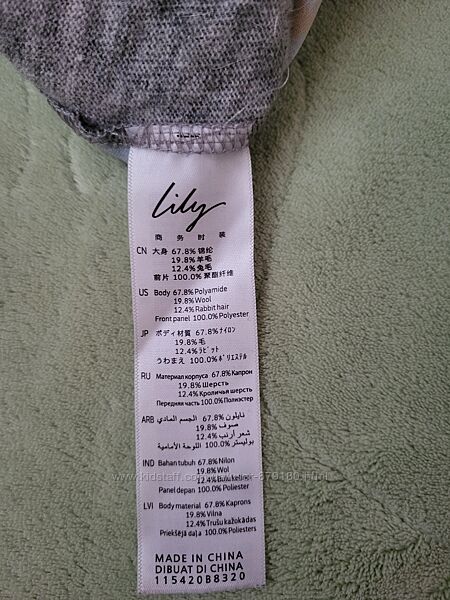 Lily
商务时装
CN 大身 67.8% 锦纶
19.8% 羊毛
12.4% 兔毛
前片 100.0% 聚酯纤维
US Body 67.8% Polyamide
19.8% Wool
12.4% Rabbit hair
Front panel 100.0% Polyester
JP ボディ材質 67.8% ナイロン
19.8% 毛
12.4% ラビット
うわまえ 100.0% ポリエステル
RU Материал корпуса 67.8% Капрон
19.8% Шерсть
12.4% Кроличья шерсть
Передняя часть 100.0% Полиэстер
ARB نايلون 67.8% الجسم المادي
صوف 19.8%
شعر أرنب 12.4%
بوليستر 100.0% اللوحة الأمامية
IND Bahan tubuh 67.8% Nilon
19.8% Wol
12.4% Bulu kelinci
Panel depan 100.0% Poliester
LVI Body material 67.8% Kaprons
19.8% Vilna
12.4% Trušu kažokādas
Priekšējā daļa 100.0% Poliesters
MADE IN CHINA
DIBUAT DI CHINA
115420B8320